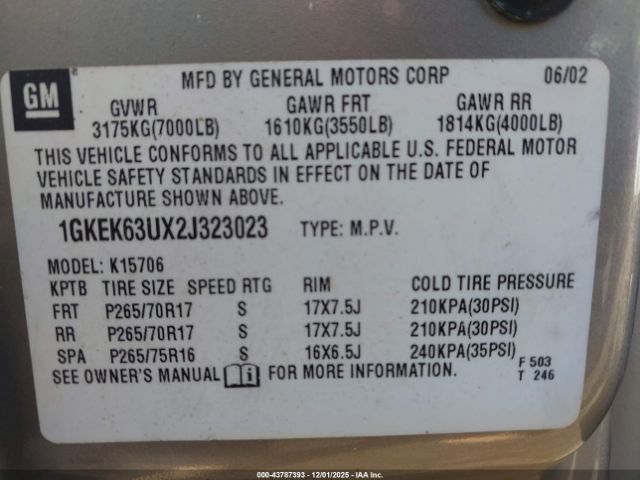 GM
MFD BY GENERAL MOTORS CORP 06/02
GVWR GAWR FRT GAWR RR
3175KG(7000LB) 1610KG(3550LB) 1814KG(4000LB)
THIS VEHICLE CONFORMS TO ALL APPLICABLE U.S. FEDERAL MOTOR
VEHICLE SAFETY STANDARDS IN EFFECT ON THE DATE OF
MANUFACTURE SHOWN ABOVE.
1GKEK63UX2J323023 TYPE: M.P.V.
MODEL: K15706
KPTB TIRE SIZE SPEED RTG RIM COLD TIRE PRESSURE
FRT P265/70R17 S 17X7.5J 210KPA(30PSI)
RR P265/70R17 S 17X7.5J 210KPA(30PSI)
SPA P265/75R16 S 16X6.5J 240KPA(35PSI)
SEE OWNER'S MANUAL FOR MORE INFORMATION.
F 503
T 246
000-43787393 - 12/01/2025 - IAAI Inc.